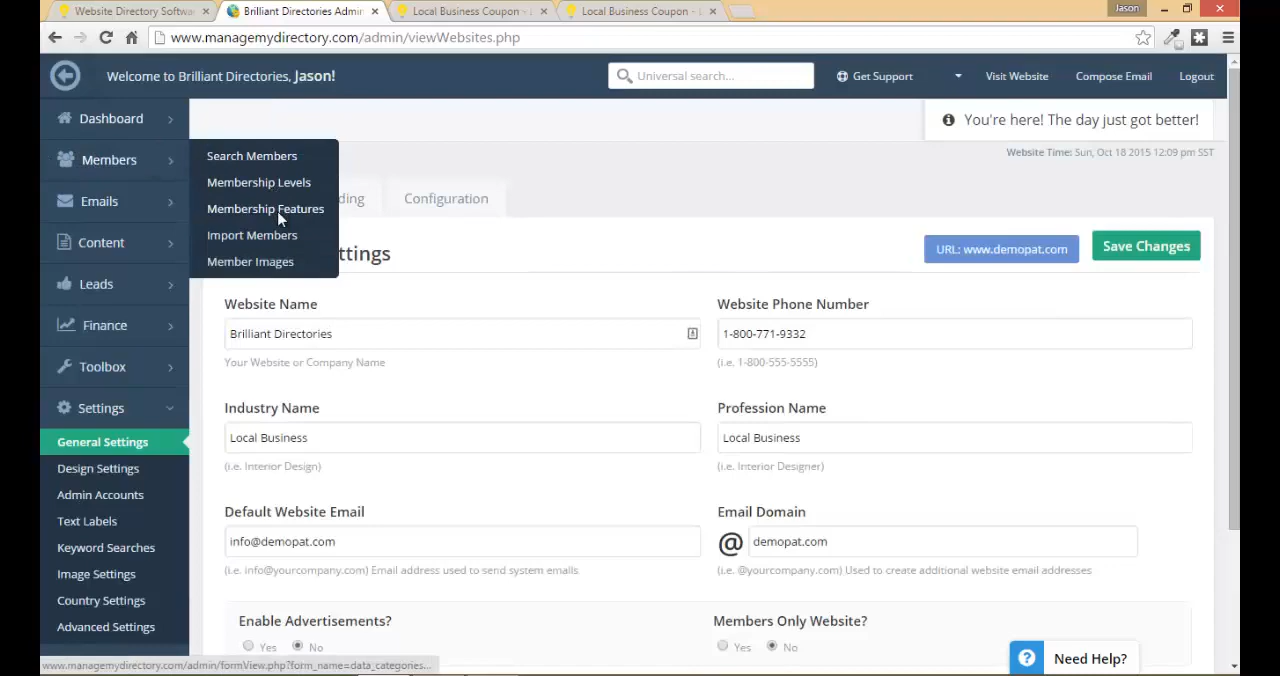 Website Directory Softwa
Brilliant Directories Admin
Local Business Coupon -
Local Business Coupon -
Jason
www.managemydirectory.com/admin/viewWebsites.php
Welcome to Brilliant Directories, Jason!
Universal search...
Get Support
Visit Website
Compose Email
Logout
Dashboard
Members
Emails
Content
Leads
Finance
Toolbox
Settings
General Settings
Design Settings
Admin Accounts
Text Labels
Keyword Searches
Image Settings
Country Settings
Advanced Settings
Search Members
Membership Levels
Membership Features
Import Members
Member Images
You're here! The day just got better!
Website Time: Sun, Oct 18 2015 12:09 pm SST
ding
Configuration
ttings
URL: www.demopat.com
Save Changes
Website Name
Brilliant Directories
Your Website or Company Name
Website Phone Number
1-800-771-9332
(i.e. 1-800-555-5555)
Industry Name
Local Business
(i.e. Interior Design)
Profession Name
Local Business
(i.e. Interior Designer)
Default Website Email
info@demopat.com
(i.e. info@yourcompany.com) Email address used to send system emails
Email Domain
@ demopat.com
(i.e. @yourcompany.com) Used to create additional website email addresses
Enable Advertisements?
Yes No
Members Only Website?
Yes No
www.managemydirectory.com/admin/formView.php?form_name=data_categories...
? Need Help?